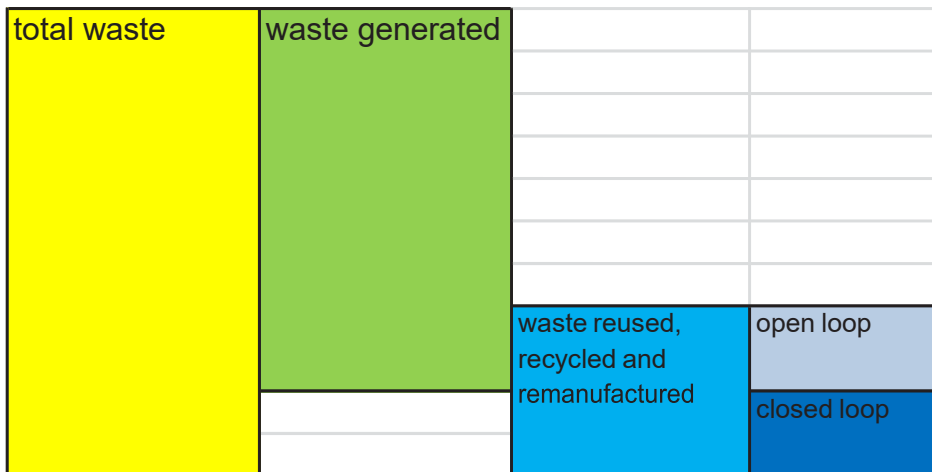 total waste
waste generated
waste reused,
recycled and
remanufactured
open loop
closed loop